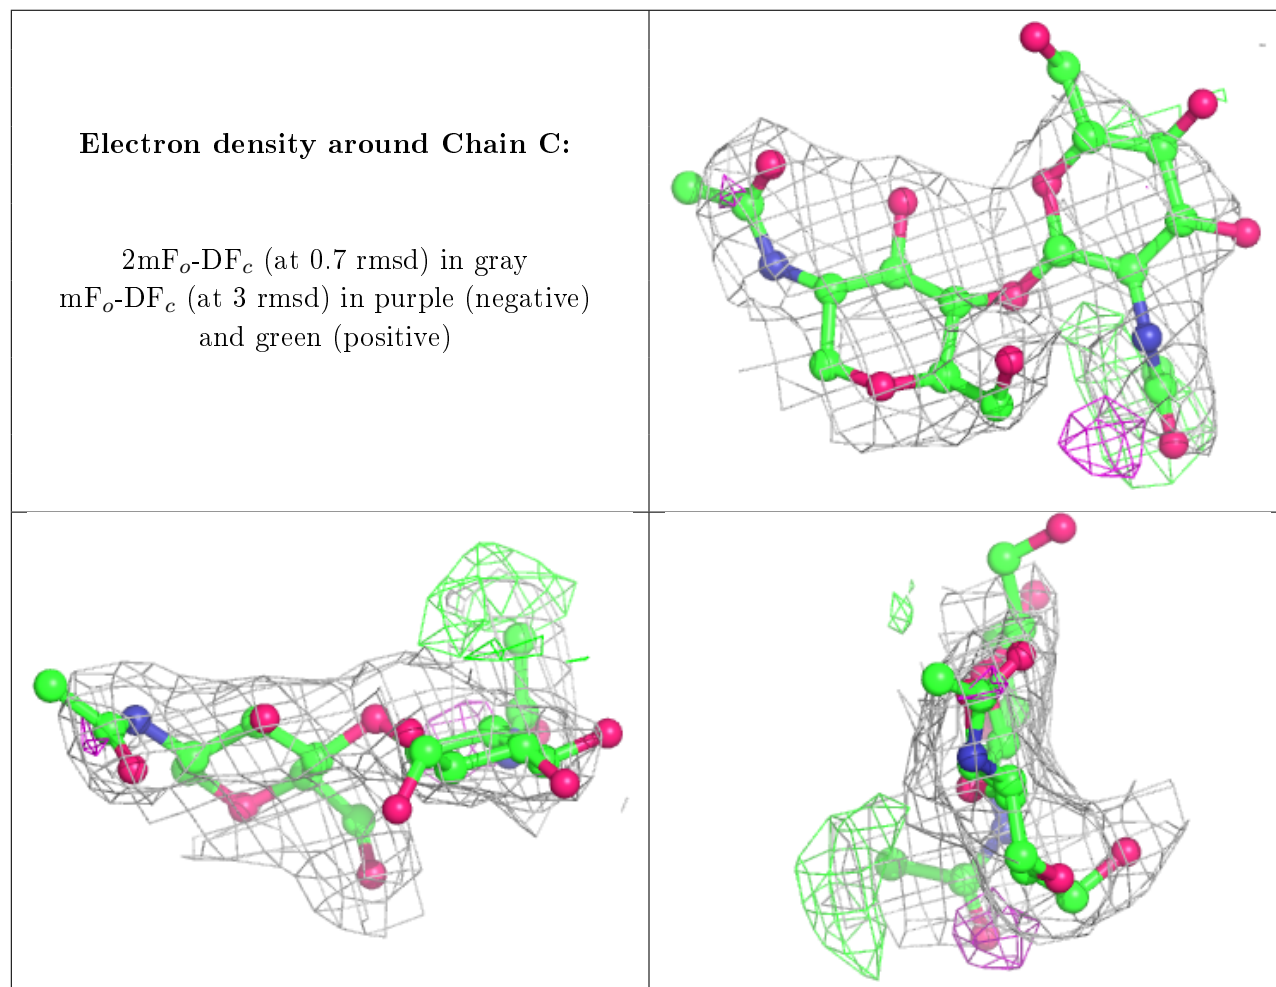 Electron density around Chain C:
2mFₒ-DF𝒸 (at 0.7 rmsd) in gray
mFₒ-DF𝒸 (at 3 rmsd) in purple (negative)
and green (positive)